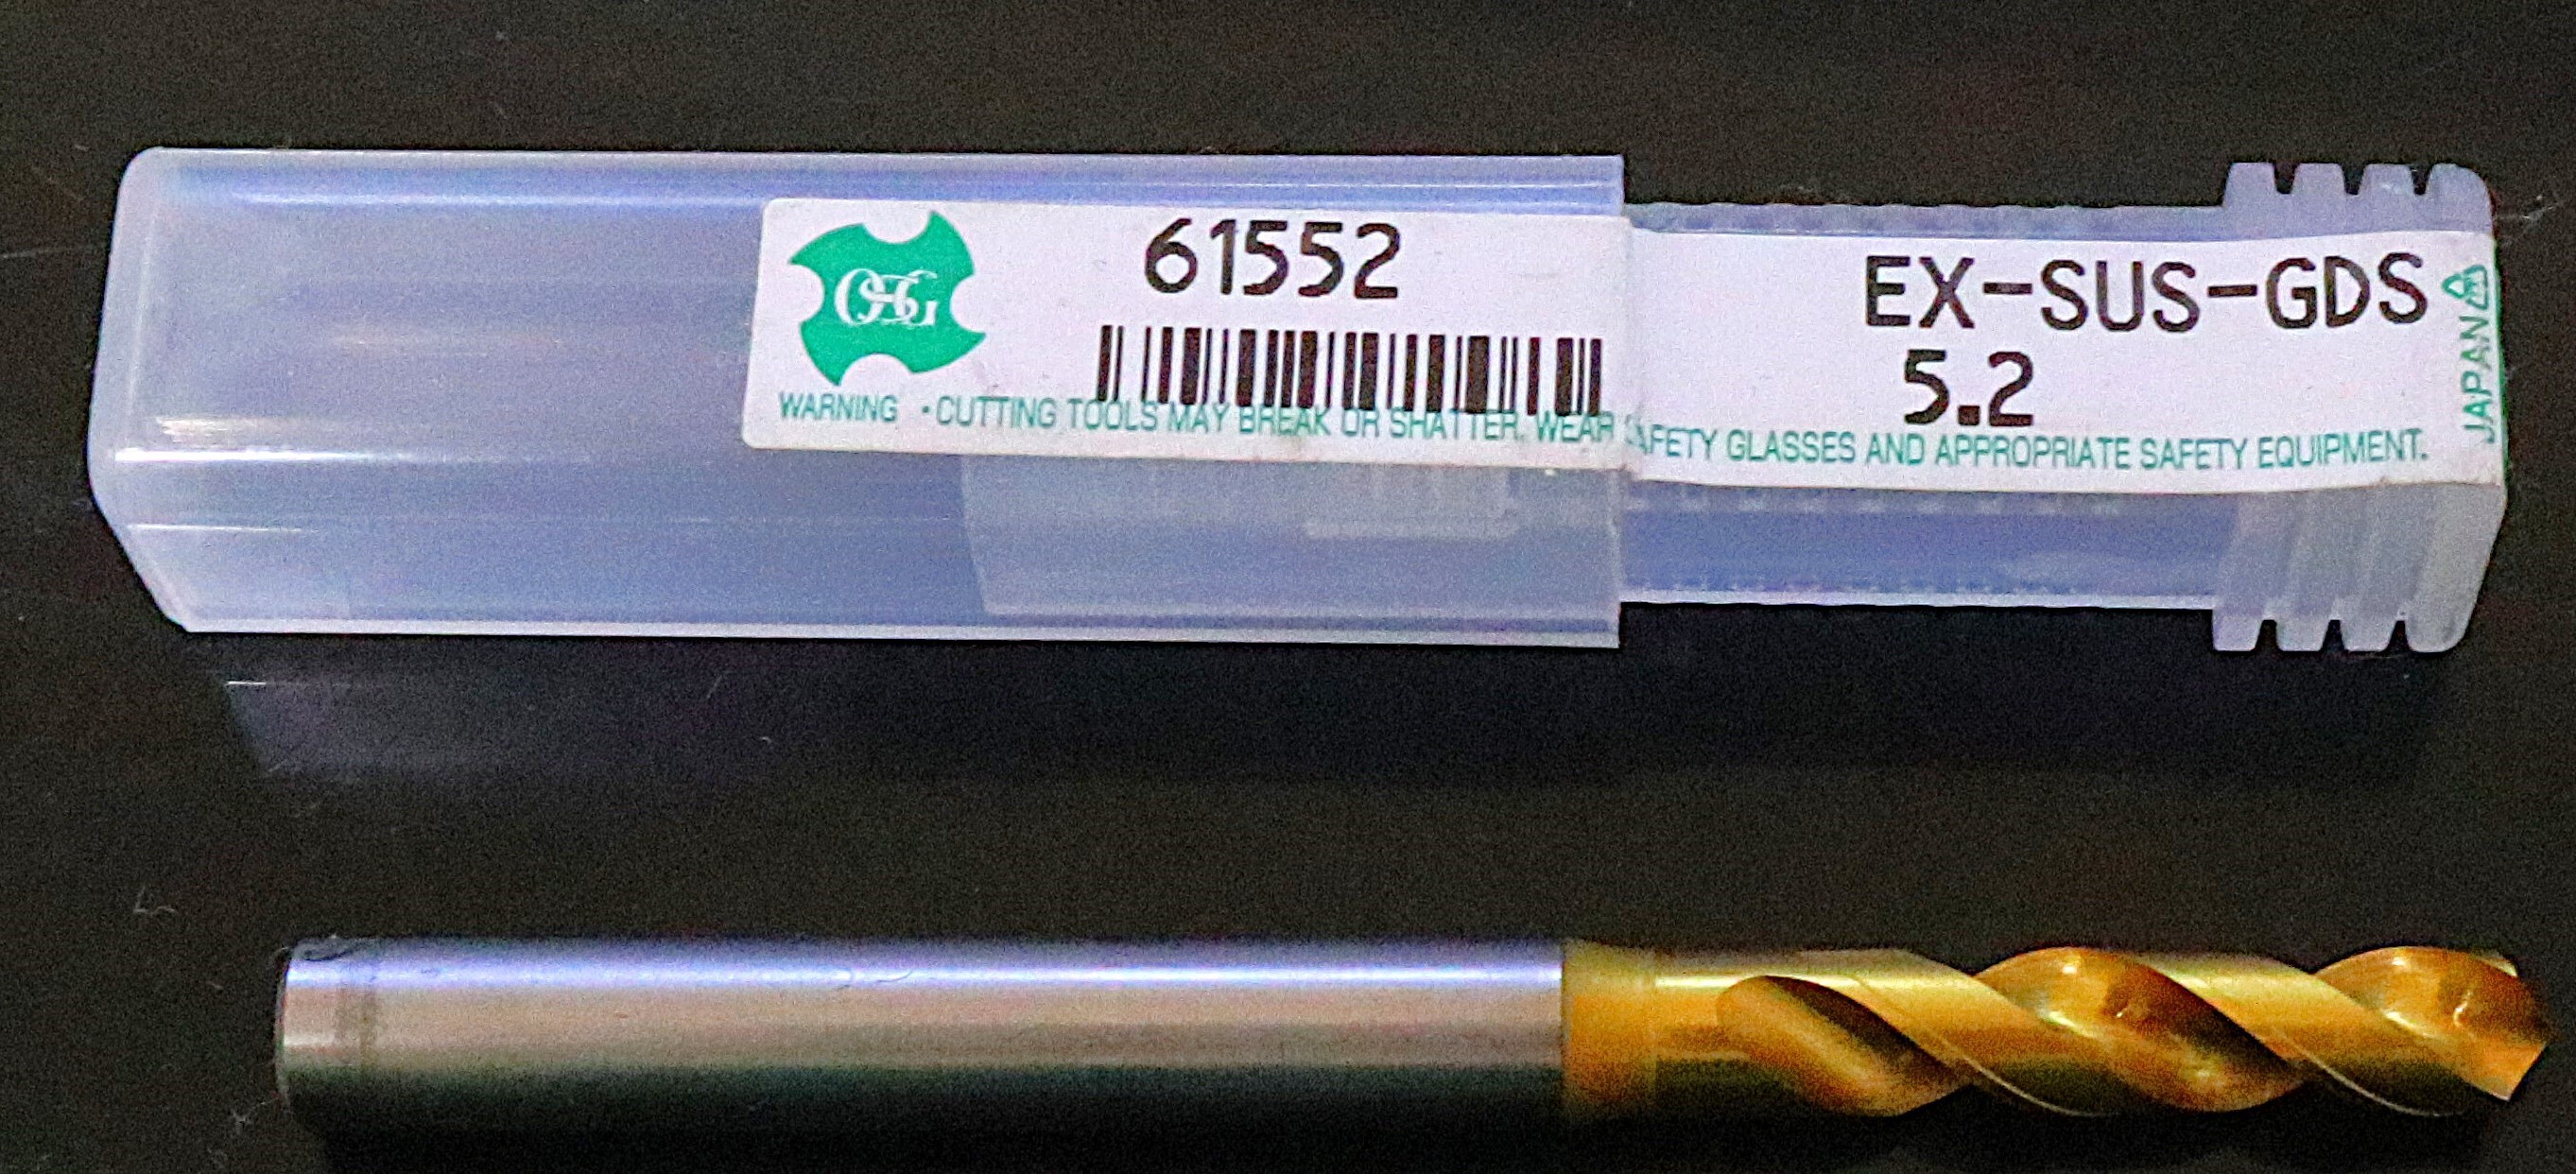 OSG
61552
EX-SUS-GDS
5.2
WARNING ・CUTTING TOOLS MAY BREAK OR SHATTER. WEAR SAFETY GLASSES AND APPROPRIATE SAFETY EQUIPMENT.
JAPAN